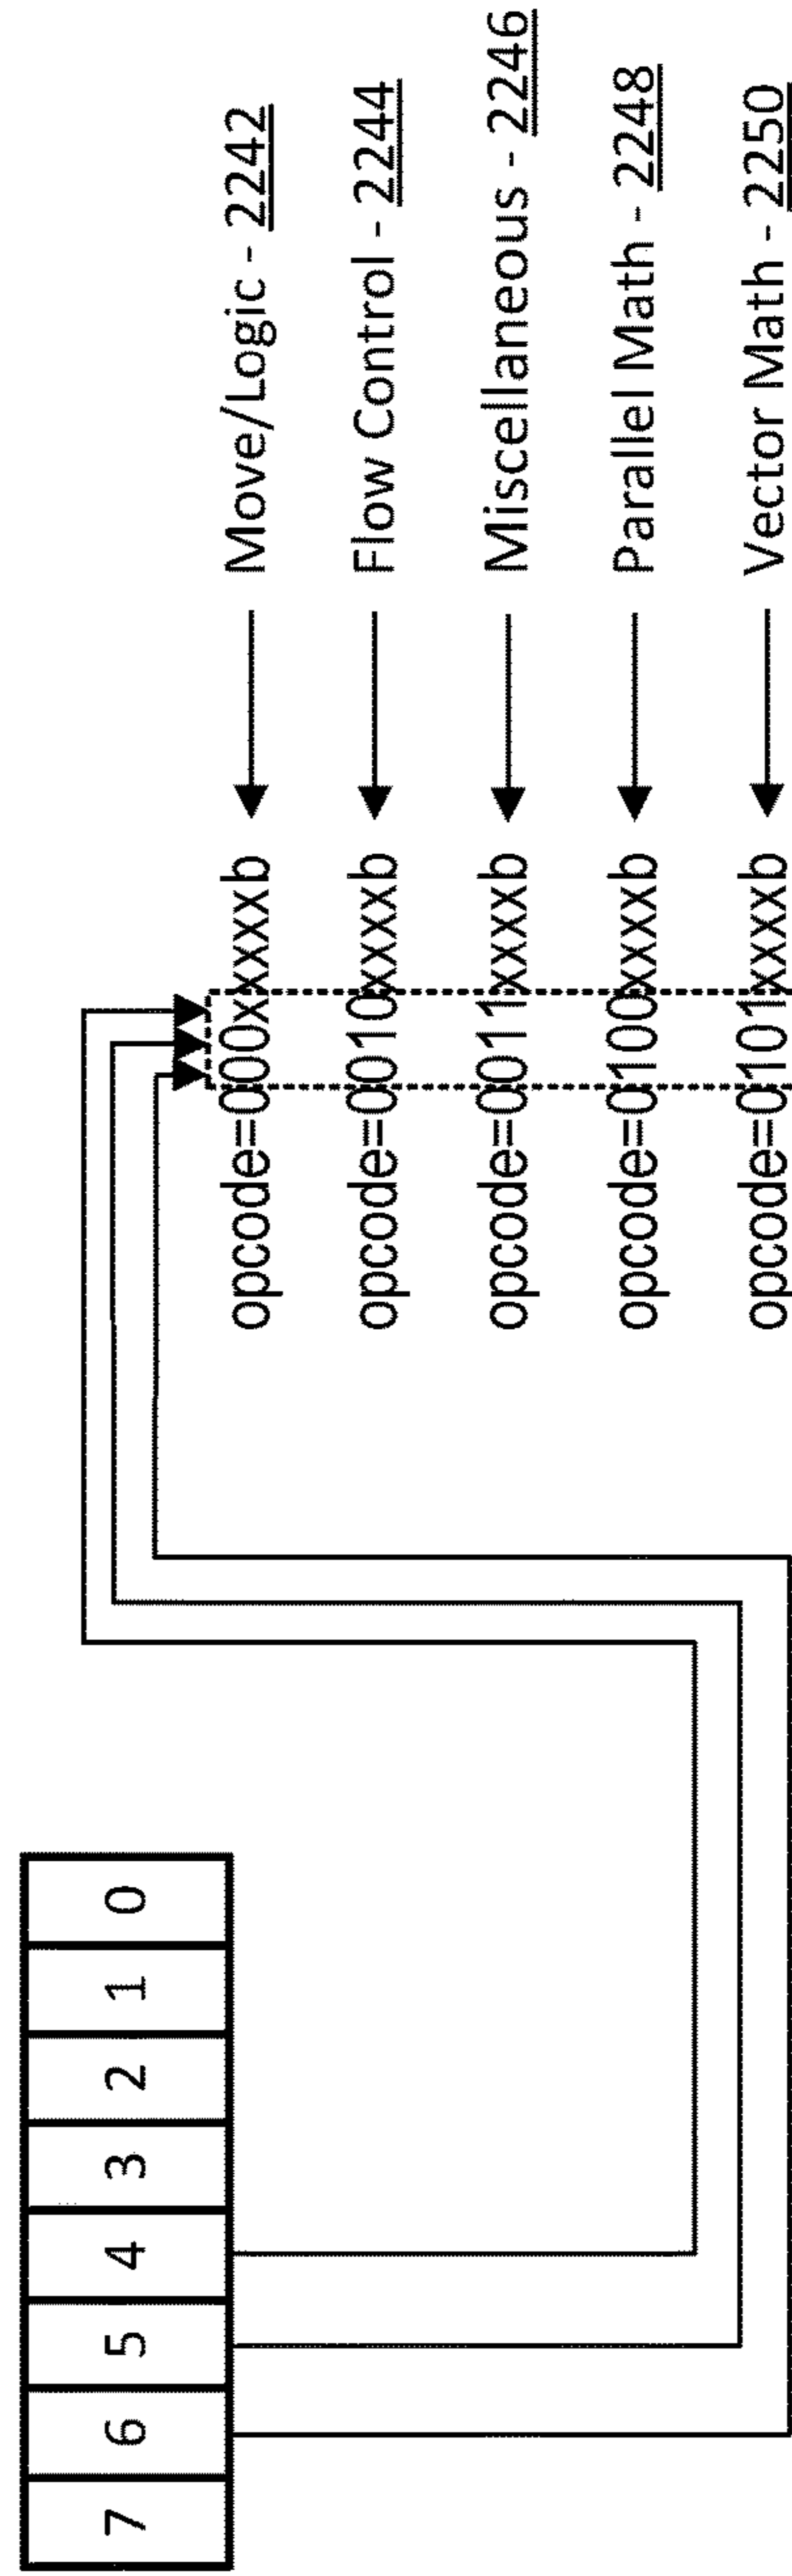 7 6 5 4 3 2 1 0
opcode=000xxxxxb Move/Logic - 2242
opcode=0010xxxxb Flow Control - 2244
opcode=0011xxxxb Miscellaneous - 2246
opcode=0100xxxxb Parallel Math - 2248
opcode=0101xxxxb Vector Math - 2250